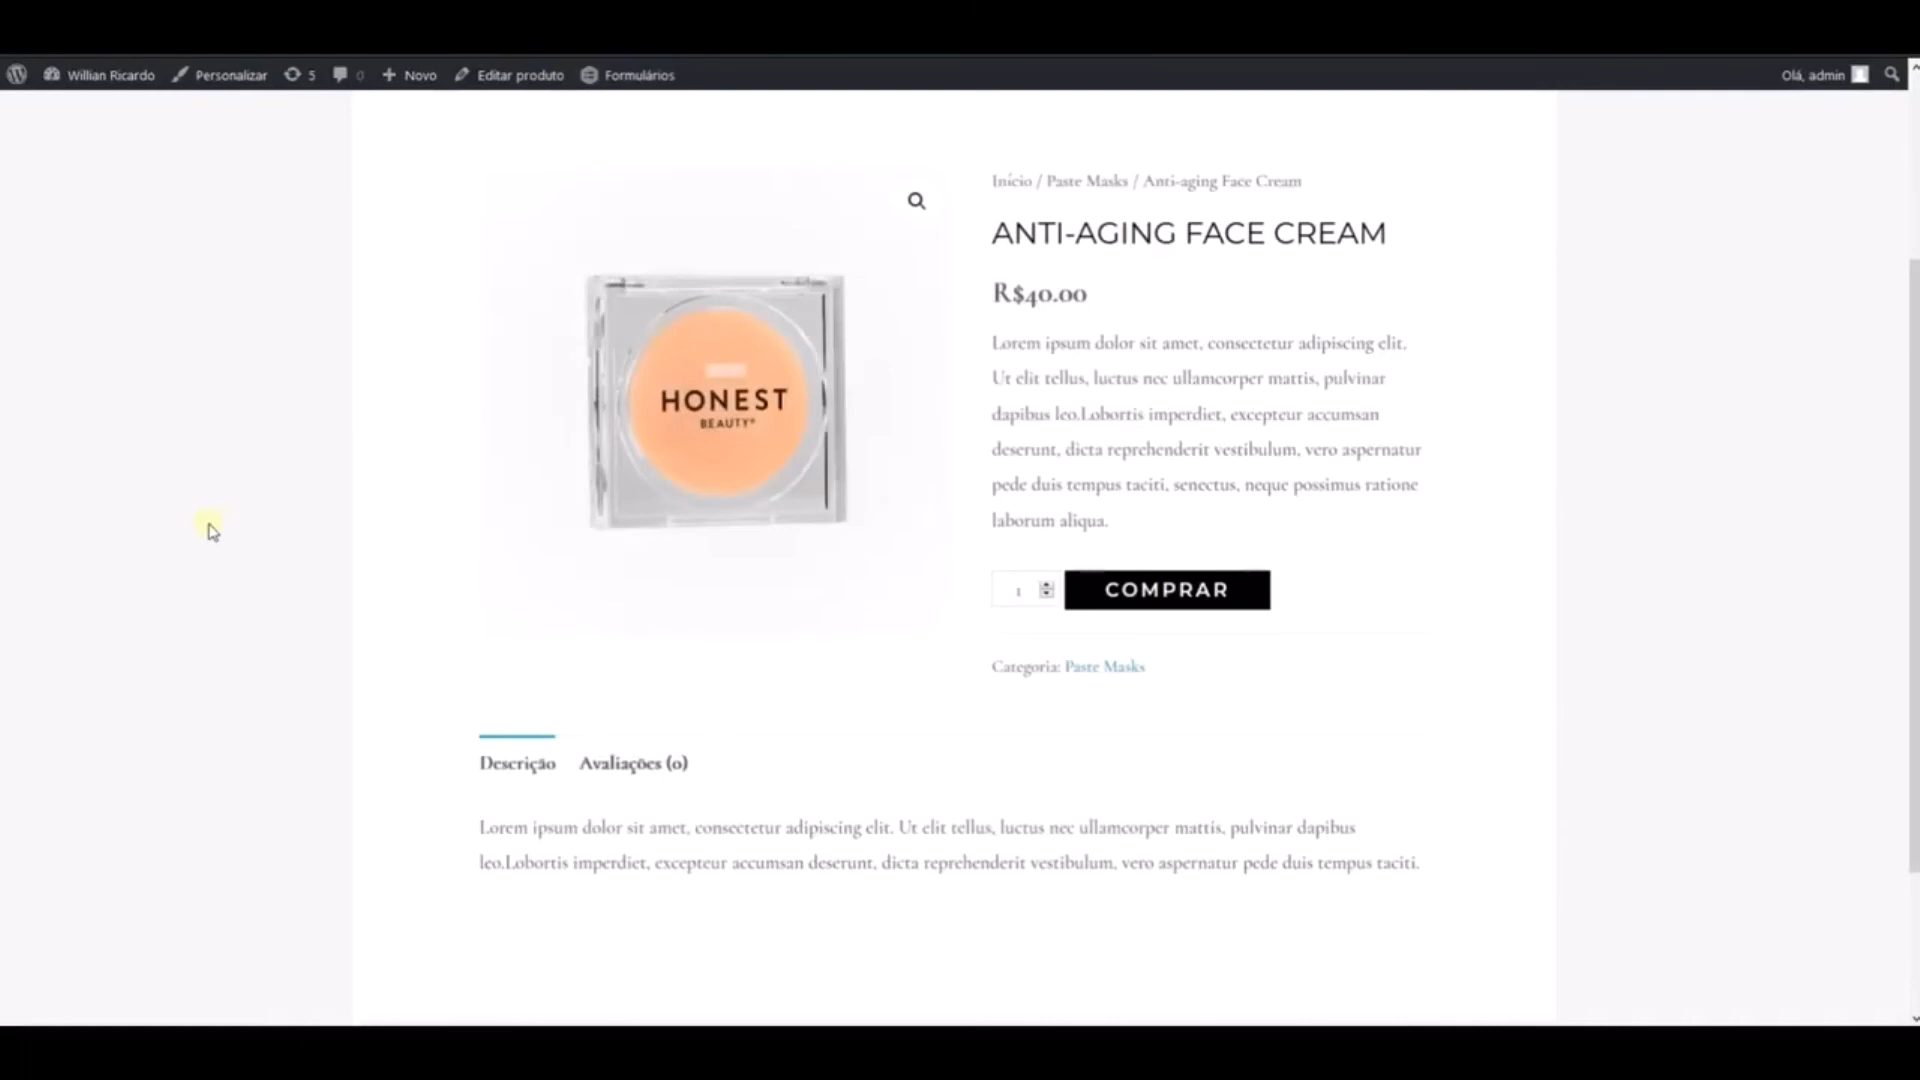 Willian Ricardo Personalizar 5 0 Novo Editar produto Formulários Olá, admin
Início / Paste Masks / Anti-aging Face Cream
ANTI-AGING FACE CREAM
R$40.00
Lorem ipsum dolor sit amet, consectetur adipiscing elit.
Ut elit tellus, luctus nec ullamcorper mattis, pulvinar
dapibus leo.Lobortis imperdiet, excepteur accumsan
deserunt, dicta reprehenderit vestibulum, vero aspernatur
pede duis tempus taciti, senectus, neque possimus ratione
laborum aliqua.
1 COMPRAR
Categoria: Paste Masks
HONEST
BEAUTY®
Descrição Avaliações (0)
Lorem ipsum dolor sit amet, consectetur adipiscing elit. Ut elit tellus, luctus nec ullamcorper mattis, pulvinar dapibus
leo.Lobortis imperdiet, excepteur accumsan deserunt, dicta reprehenderit vestibulum, vero aspernatur pede duis tempus taciti.